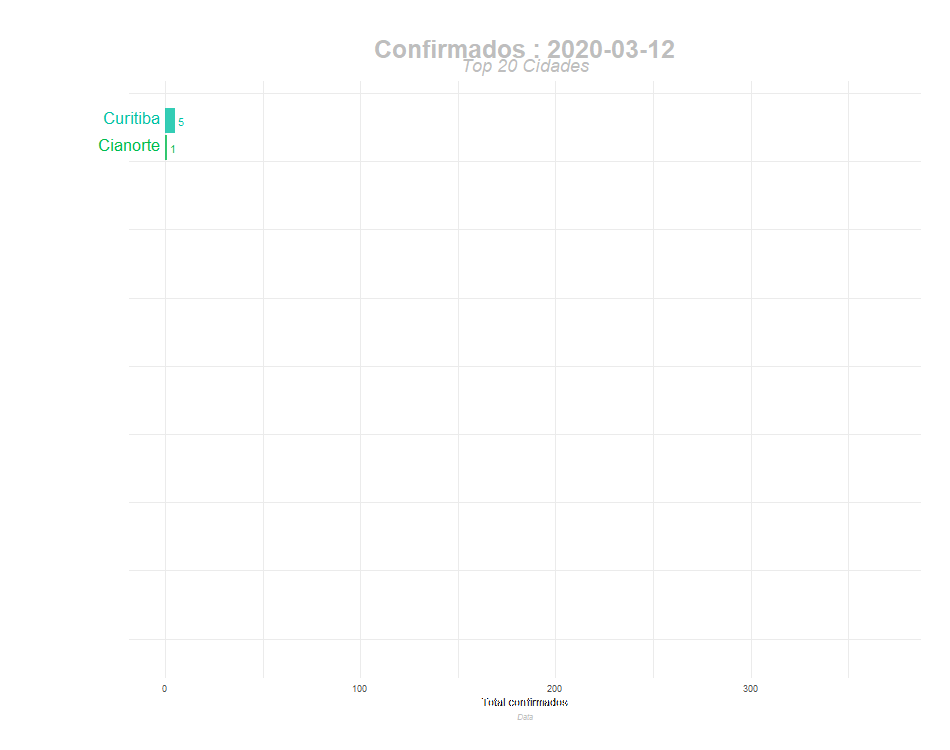 Confirmados : 2020-03-12
Top 20 Cidades
Curitiba 5
Cianorte 1
0 100 200 300
Total confirmados
Data